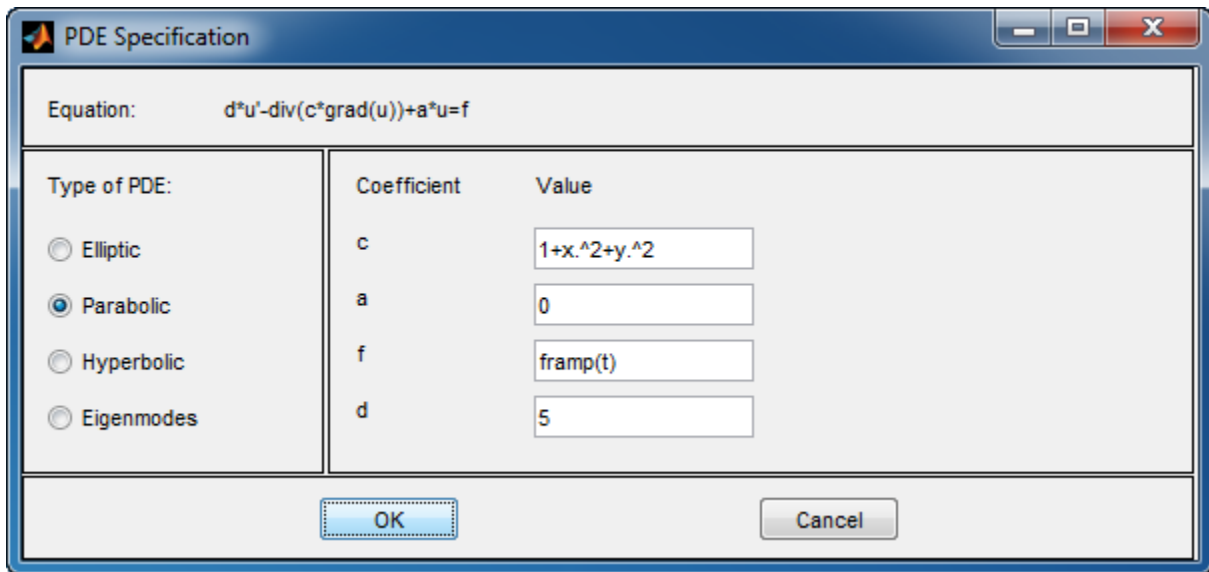 PDE Specification
Equation: d*u'-div(c*grad(u))+a*u=f
Type of PDE:
Elliptic
Parabolic
Hyperbolic
Eigenmodes
Coefficient Value
c 1+x.^2+y.^2
a 0
f framp(t)
d 5
OK Cancel